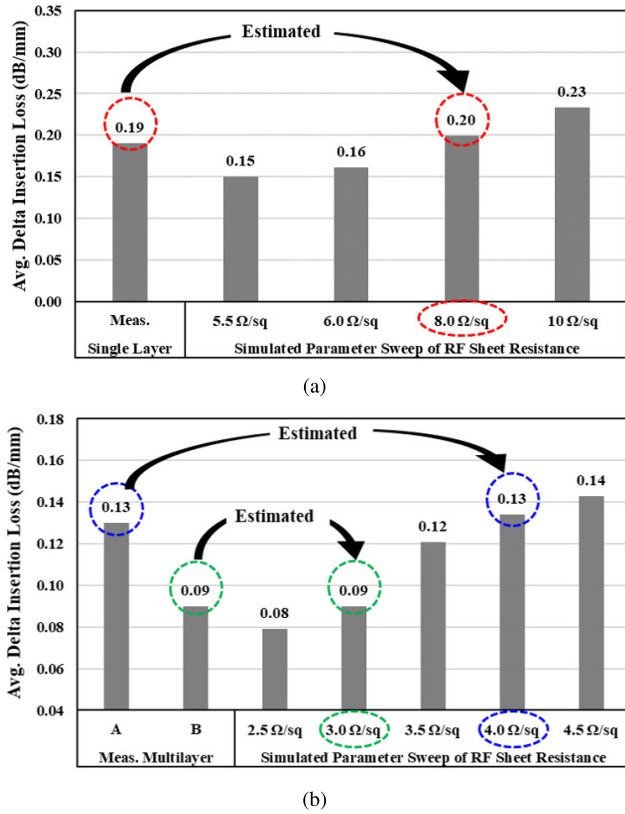 Avg. Delta Insertion Loss (dB/mm)
0.35
0.30
0.25
0.20
0.15
0.10
0.05
0.00
Estimated
0.19
0.15
0.16
0.20
0.23
Meas.
5.5 Ω/sq
6.0 Ω/sq
8.0 Ω/sq
10 Ω/sq
Single Layer
Simulated Parameter Sweep of RF Sheet Resistance
(a)
Avg. Delta Insertion Loss (dB/mm)
0.18
0.16
0.14
0.12
0.10
0.08
0.06
0.04
Estimated
Estimated
0.13
0.09
0.08
0.09
0.12
0.13
0.14
A
B
2.5 Ω/sq
3.0 Ω/sq
3.5 Ω/sq
4.0 Ω/sq
4.5 Ω/sq
Meas. Multilayer
Simulated Parameter Sweep of RF Sheet Resistance
(b)